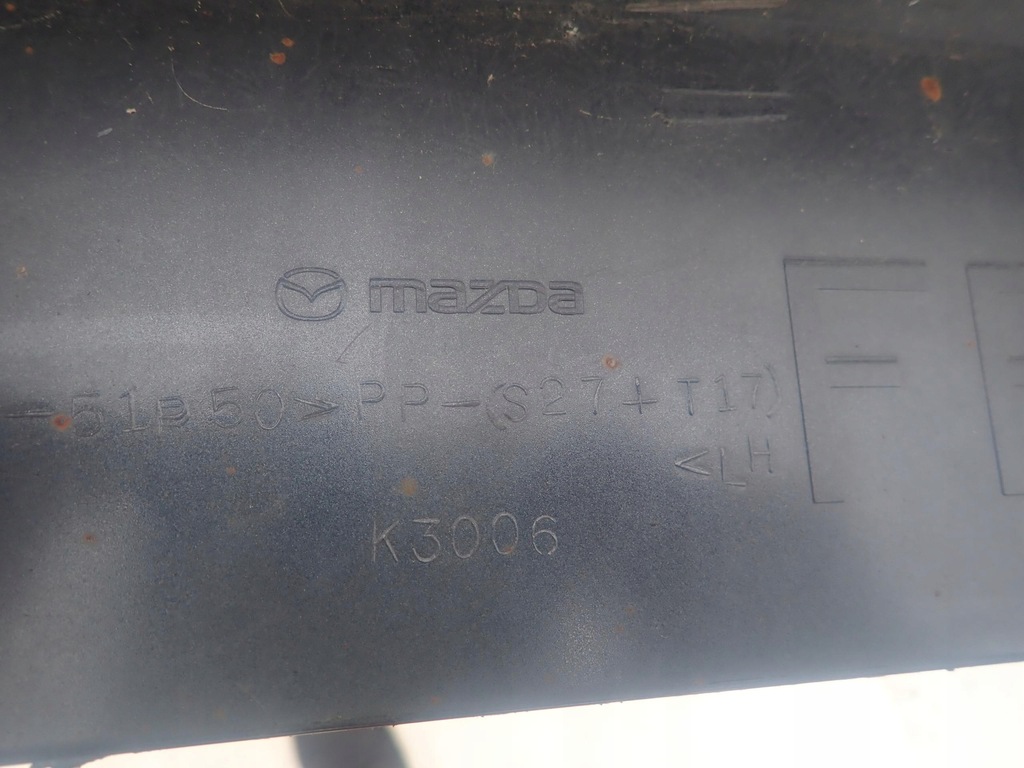 mazda
-51B50>PP-(S27+T17)
<LH
F
K3006